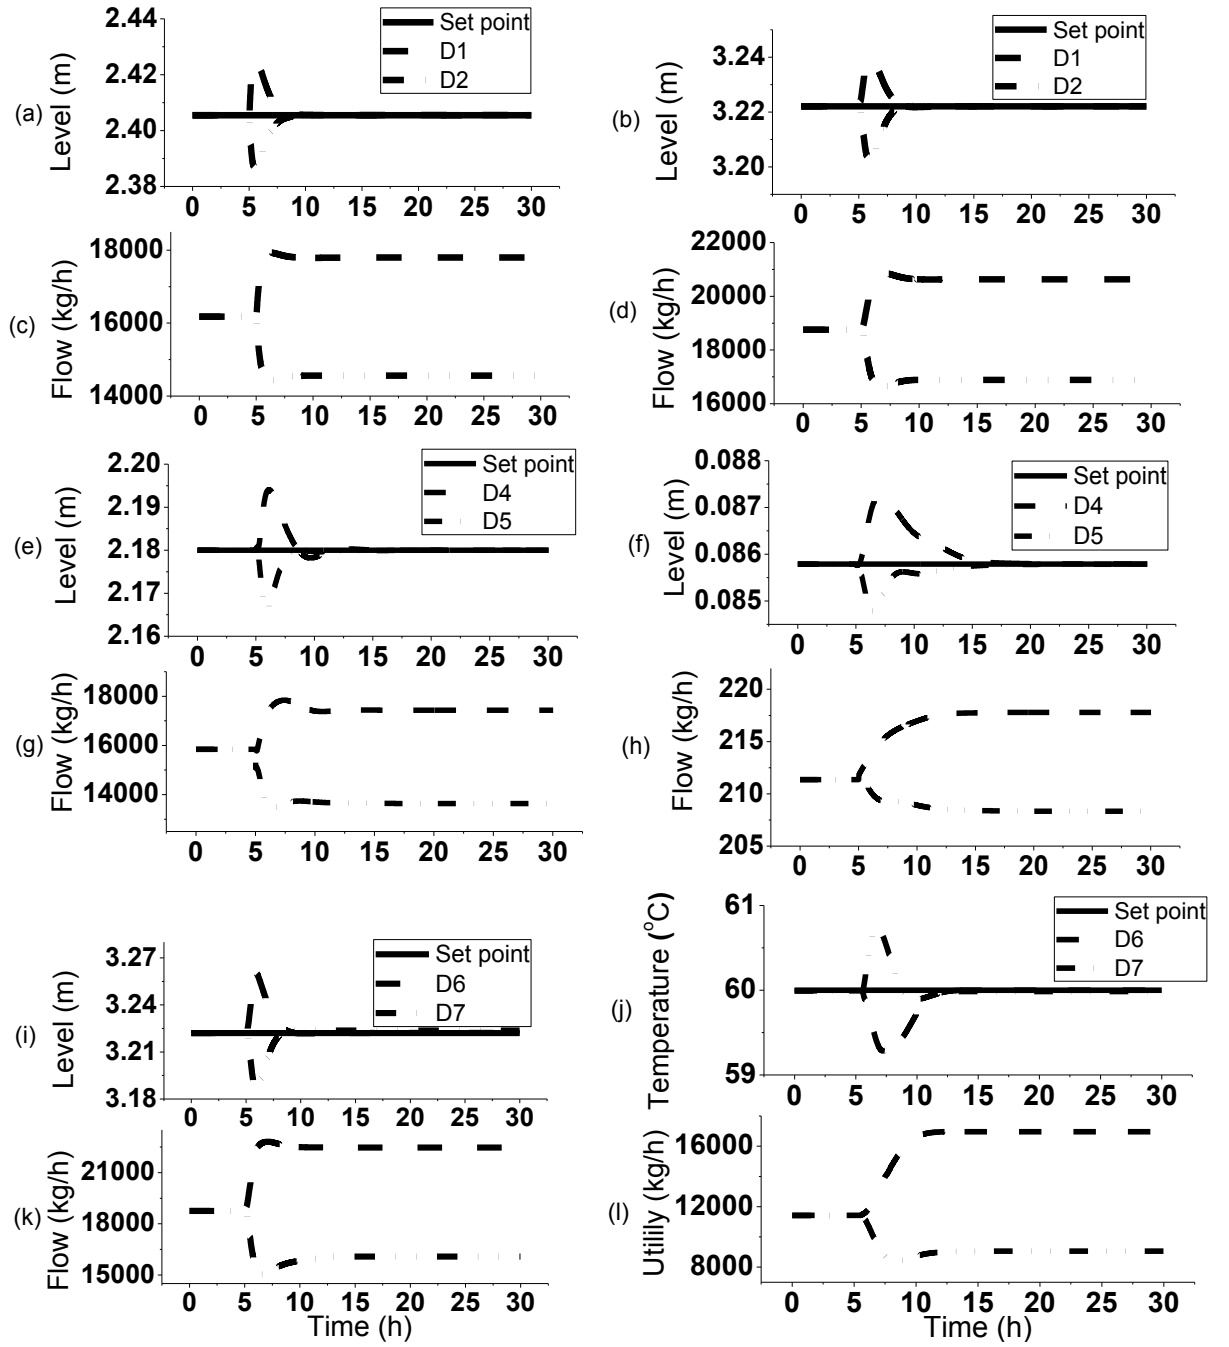 (a)
Level (m)
2.44
2.42
2.40
2.38
Set point
D1
D2
0 5 10 15 20 25 30
(b)
Level (m)
3.24
3.22
3.20
Set point
D1
D2
0 5 10 15 20 25 30
(c)
Flow (kg/h)
18000
16000
14000
0 5 10 15 20 25 30
(d)
Flow (kg/h)
22000
20000
18000
16000
0 5 10 15 20 25 30
(e)
Level (m)
2.20
2.19
2.18
2.17
2.16
Set point
D4
D5
0 5 10 15 20 25 30
(f)
Level (m)
0.088
0.087
0.086
0.085
Set point
D4
D5
0 5 10 15 20 25 30
(g)
Flow (kg/h)
18000
16000
14000
0 5 10 15 20 25 30
(h)
Flow (kg/h)
220
215
210
205
0 5 10 15 20 25 30
(i)
Level (m)
3.27
3.24
3.21
3.18
Set point
D6
D7
0 5 10 15 20 25 30
(j)
Temperature (°C)
61
60
59
Set point
D6
D7
0 5 10 15 20 25 30
(k)
Flow (kg/h)
21000
18000
15000
0 5 10 15 20 25 30
Time (h)
(l)
Utilily (kg/h)
16000
12000
8000
0 5 10 15 20 25 30
Time (h)